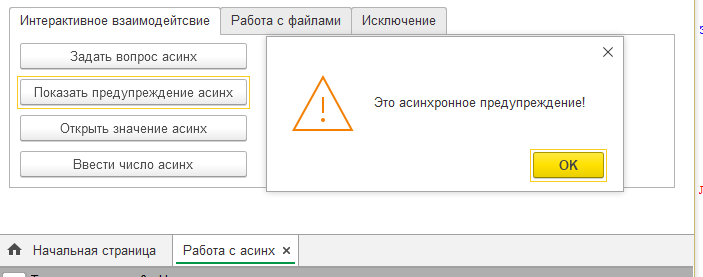 Интерактивное взаимодейтсвие
Работа с файлами
Исключение
Задать вопрос асинх
Показать предупреждение асинх
Открыть значение асинх
Ввести число асинх
Это асинхронное предупреждение!
OK
Начальная страница
Работа с асинх